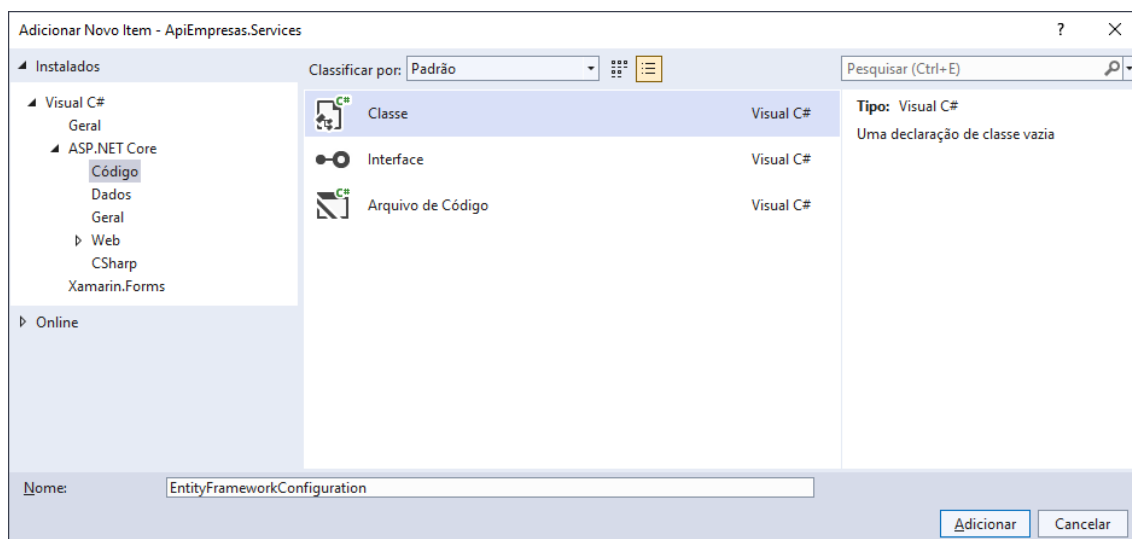 Adicionar Novo Item - ApiEmpresas.Services
?
Instalados
Classificar por: Padrão
Pesquisar (Ctrl+E)
Visual C#
Geral
ASP.NET Core
Código
Dados
Geral
Web
CSharp
Xamarin.Forms
Online
C# Classe Visual C#
Interface Visual C#
C# Arquivo de Código Visual C#
Tipo: Visual C#
Uma declaração de classe vazia
Nome: EntityFrameworkConfiguration
Adicionar Cancelar